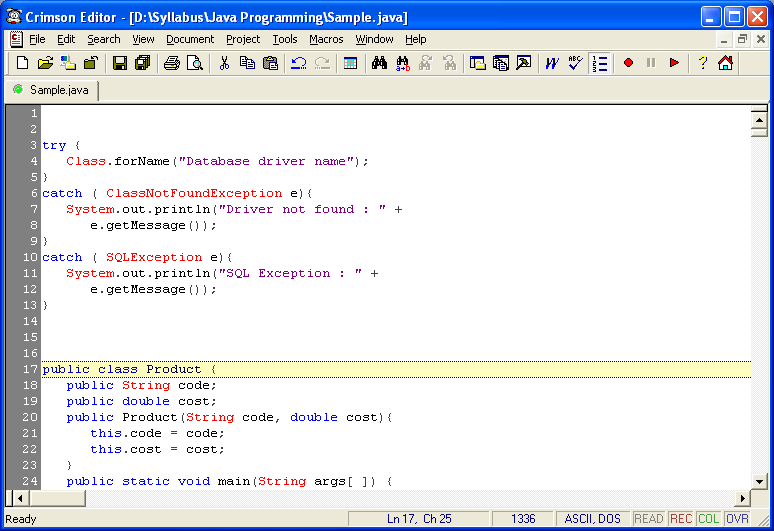 Crimson Editor - [D:\Syllabus\Java Programming\Sample.java]
File Edit Search View Document Project Tools Macros Window Help
Sample.java
1
2
3 try {
4    Class.forName("Database driver name");
5 }
6 catch ( ClassNotFoundException e){
7    System.out.println("Driver not found : " +
8       e.getMessage());
9 }
10 catch ( SQLException e){
11    System.out.println("SQL Exception : " +
12       e.getMessage());
13 }
14
15
16
17 public class Product {
18    public String code;
19    public double cost;
20    public Product(String code, double cost){
21       this.code = code;
22       this.cost = cost;
23    }
24    public static void main(String args[ ]) {
Ready Ln 17, Ch 25 1336 ASCII, DOS READ REC COL OVR